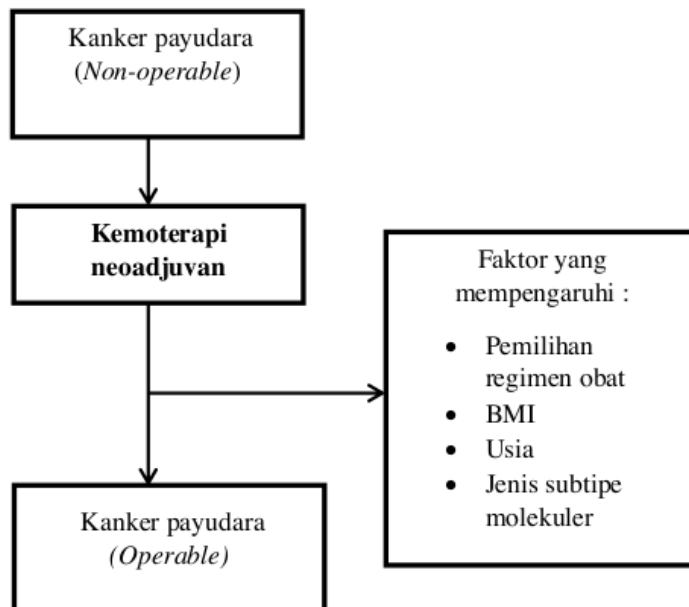 Kanker payudara
(Non-operable)
Kemoterapi
neoadjuvan
Faktor yang
mempengaruhi :
• Pemilihan
regimen obat
• BMI
• Usia
• Jenis subtipe
molekuler
Kanker payudara
(Operable)